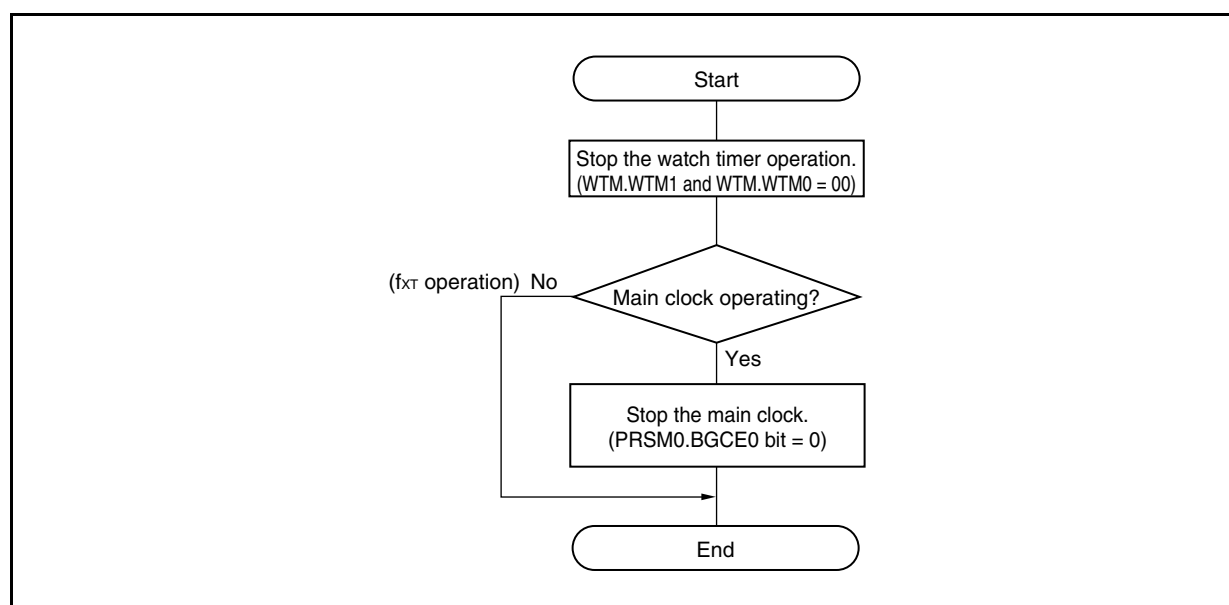 Start
Stop the watch timer operation.
(WTM.WTM1 and WTM.WTM0 = 00)
(fXT operation) No
Main clock operating?
Yes
Stop the main clock.
(PRSM0.BGCE0 bit = 0)
End